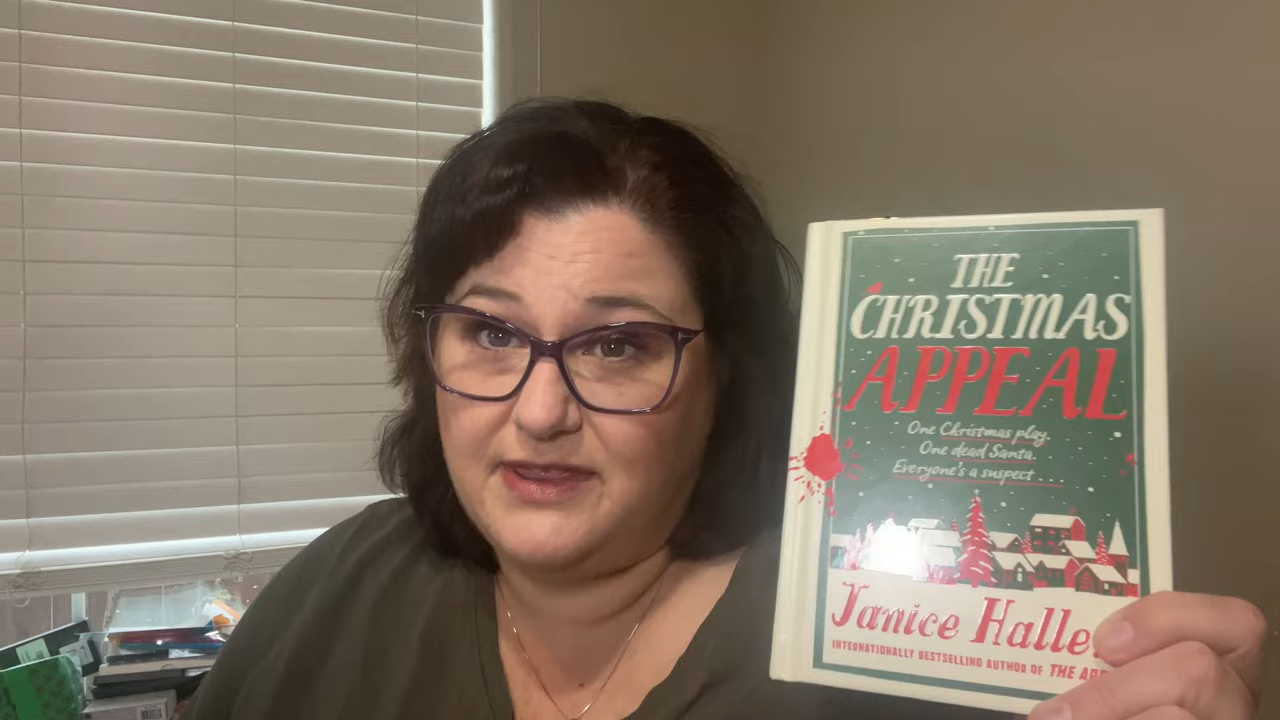 THE
CHRISTMAS
APPEAL
One Christmas play.
One dead Santa.
Everyone's a suspect ....
Janice Halle
INTERNATIONALLY BESTSELLING AUTHOR OF THE